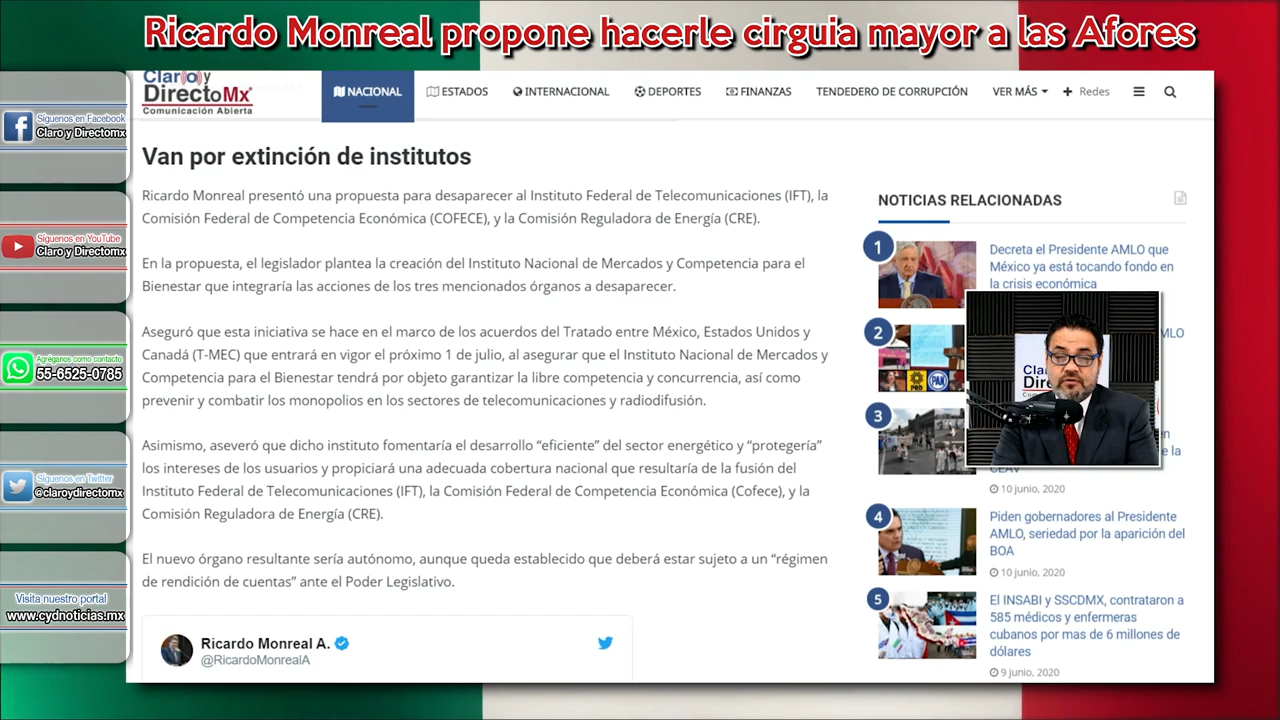 Ricardo Monreal propone hacerle cirguia mayor a las Afores
Síguenos en Facebook
Claro y Directomx
Síguenos en YouTube
Claro y Directomx
Agréganos como contacto
55-6525-0785
Síguenos en Twitter
@claroydirectomx
Visita nuestro portal
www.cydnoticias.mx
Claro y
DirectoMx
Comunicación Abierta
NACIONAL
ESTADOS
INTERNACIONAL
DEPORTES
FINANZAS
TENDEDERO DE CORRUPCIÓN
VER MÁS
Redes
Van por extinción de institutos
Ricardo Monreal presentó una propuesta para desaparecer al Instituto Federal de Telecomunicaciones (IFT), la
Comisión Federal de Competencia Económica (COFECE), y la Comisión Reguladora de Energía (CRE).
En la propuesta, el legislador plantea la creación del Instituto Nacional de Mercados y Competencia para el
Bienestar que integraría las acciones de los tres mencionados órganos a desaparecer.
Aseguró que esta iniciativa se hace en el marco de los acuerdos del Tratado entre México, Estados Unidos y
Canadá (T-MEC) que entrará en vigor el próximo 1 de julio, al asegurar que el Instituto Nacional de Mercados y
Competencia para el Bienestar tendrá por objeto garantizar la libre competencia y concurrencia, así como
prevenir y combatir los monopolios en los sectores de telecomunicaciones y radiodifusión.
Asimismo, aseveró que dicho instituto fomentaría el desarrollo “eficiente” del sector energético y “protegería”
los intereses de los usuarios y propiciará una adecuada cobertura nacional que resultaría de la fusión del
Instituto Federal de Telecomunicaciones (IFT), la Comisión Federal de Competencia Económica (Cofece), y la
Comisión Reguladora de Energía (CRE).
El nuevo órgano resultante sería autónomo, aunque queda establecido que deberá estar sujeto a un “régimen
de rendición de cuentas” ante el Poder Legislativo.
Ricardo Monreal A.
@RicardoMonrealA
NOTICIAS RELACIONADAS
1
Decreta el Presidente AMLO que
México ya está tocando fondo en
la crisis económica
2
MLO
PRD
PAN
3
en
e la
CEAV
10 junio, 2020
4
Piden gobernadores al Presidente
AMLO, seriedad por la aparición del
BOA
10 junio, 2020
5
El INSABI y SSCDMX, contrataron a
585 médicos y enfermeras
cubanos por mas de 6 millones de
dólares
9 junio, 2020